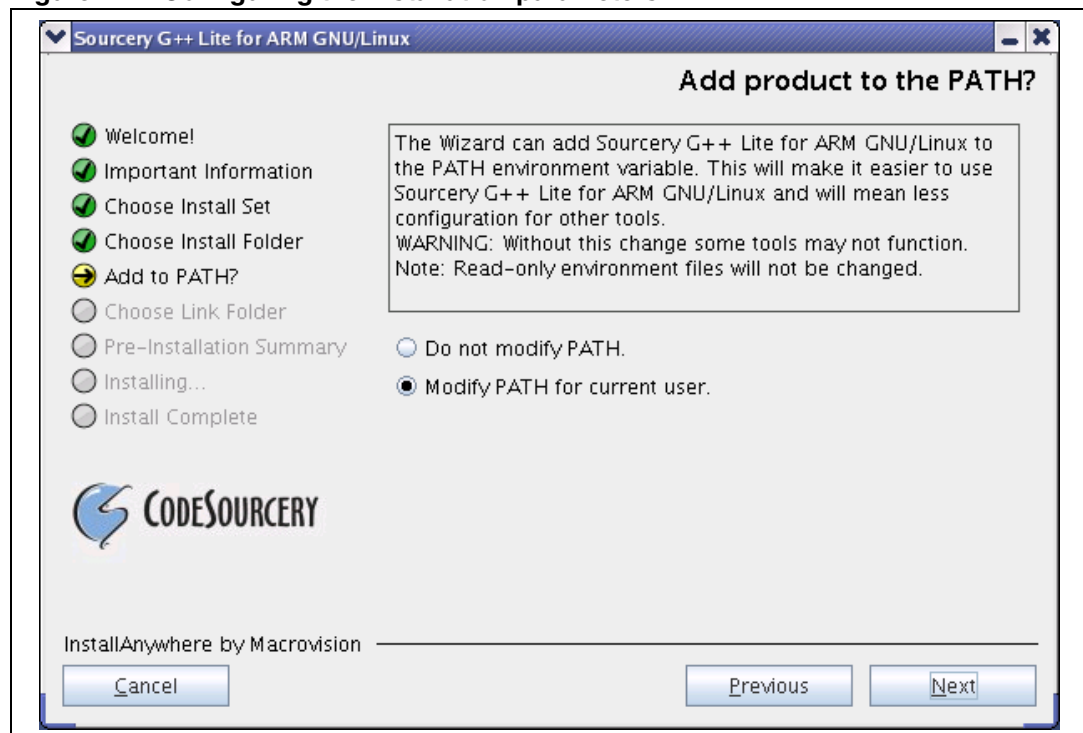 Sourcery G++ Lite for ARM GNU/Linux
Add product to the PATH?
Welcome!
Important Information
Choose Install Set
Choose Install Folder
Add to PATH?
Choose Link Folder
Pre-Installation Summary
Installing...
Install Complete
The Wizard can add Sourcery G++ Lite for ARM GNU/Linux to
the PATH environment variable. This will make it easier to use
Sourcery G++ Lite for ARM GNU/Linux and will mean less
configuration for other tools.
WARNING: Without this change some tools may not function.
Note: Read-only environment files will not be changed.
Do not modify PATH.
Modify PATH for current user.
CODESOURCERY
InstallAnywhere by Macrovision
Cancel
Previous
Next